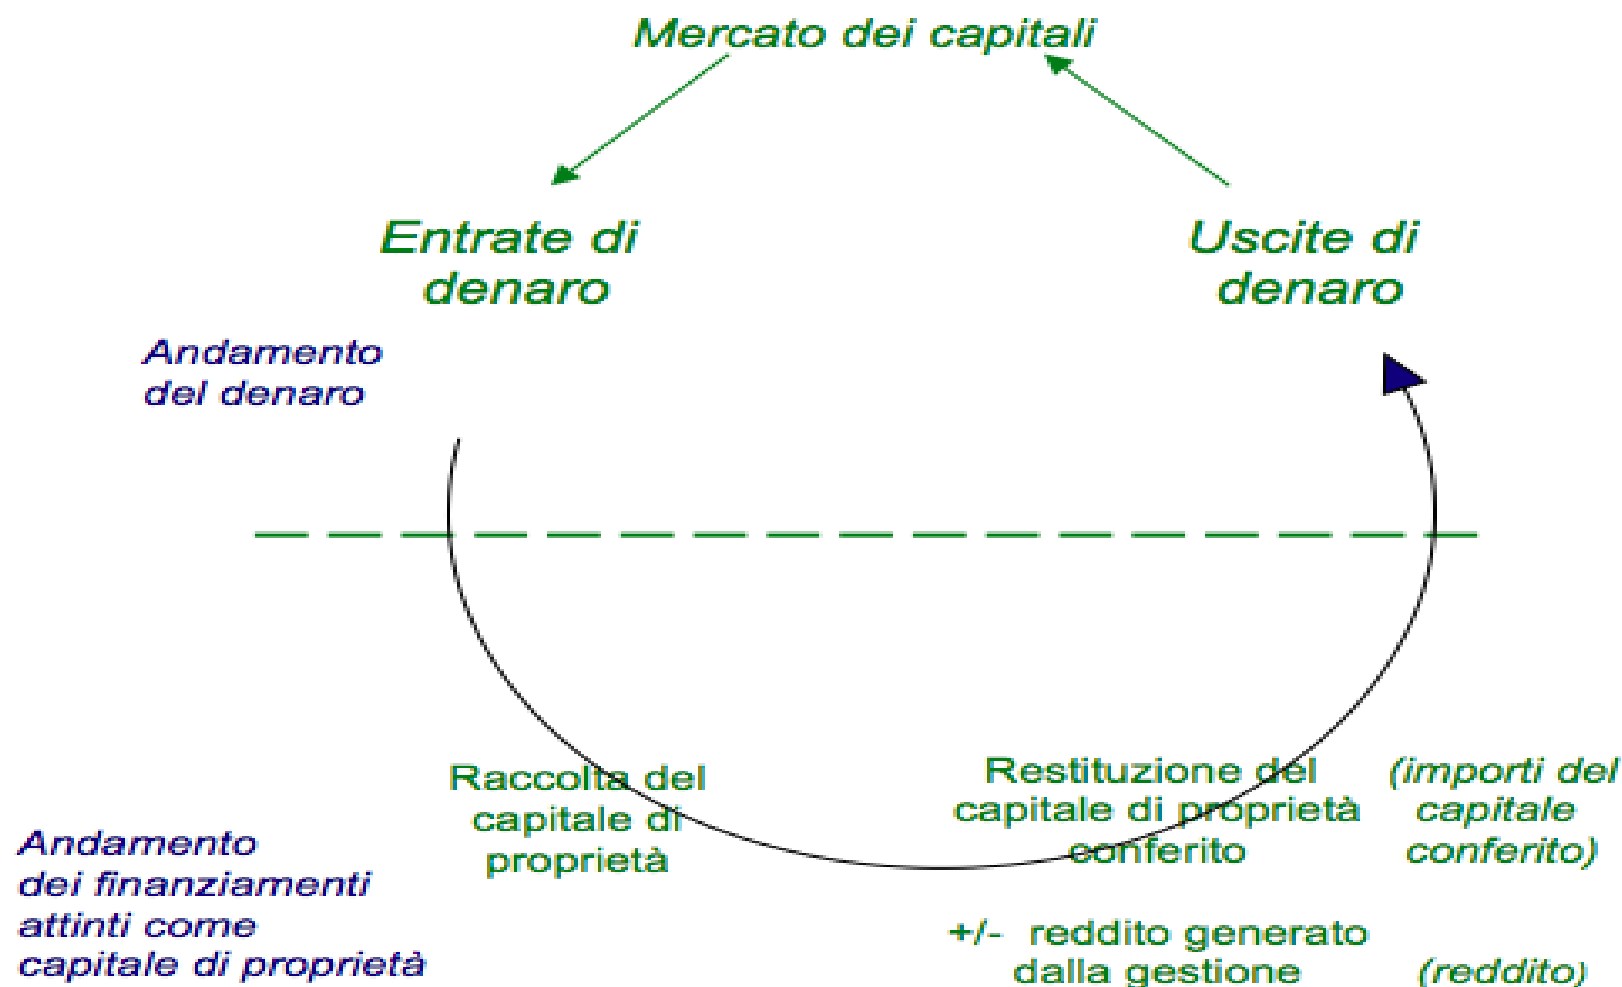 Mercato dei capitali
Entrate di
denaro
Uscite di
denaro
Andamento
del denaro
Raccolta del
capitale di
proprietà
Restituzione del
capitale di proprietà
conferito
(importi del
capitale
conferito)
Andamento
dei finanziamenti
attinti come
capitale di proprietà
+/- reddito generato
dalla gestione
(reddito)